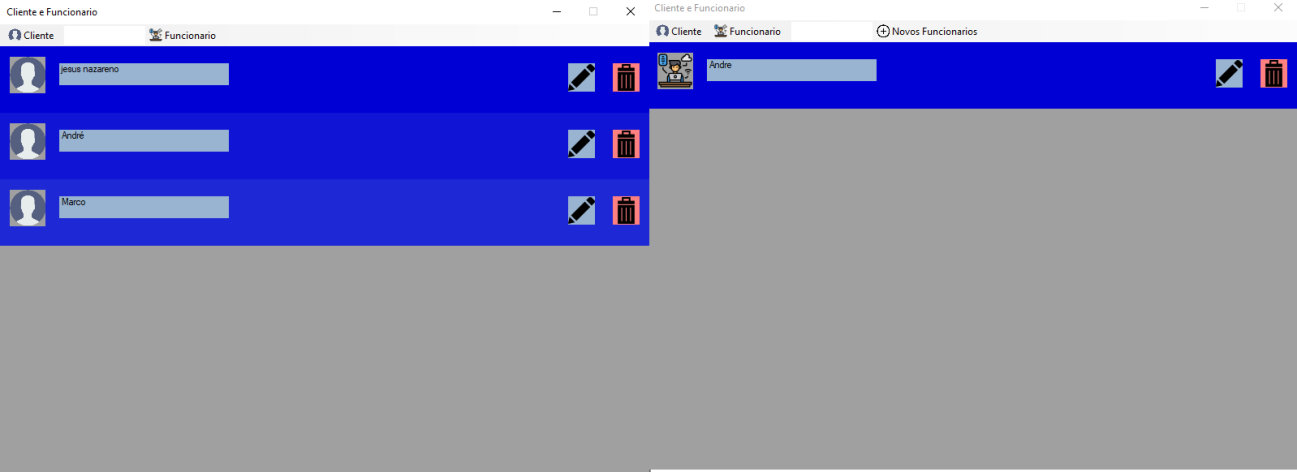 Cliente e Funcionario
Cliente Funcionario
jesus nazareno
André
Marco
Cliente e Funcionario
Cliente Funcionario Novos Funcionarios
Andre